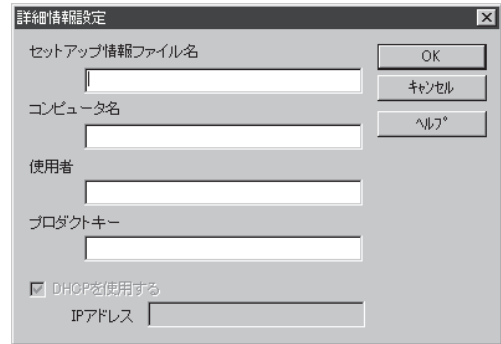 詳細情報設定
セットアップ情報ファイル名
OK
キャンセル
コンピュータ名
ヘルプ
使用者
プロダクトキー
DHCPを使用する
IPアドレス